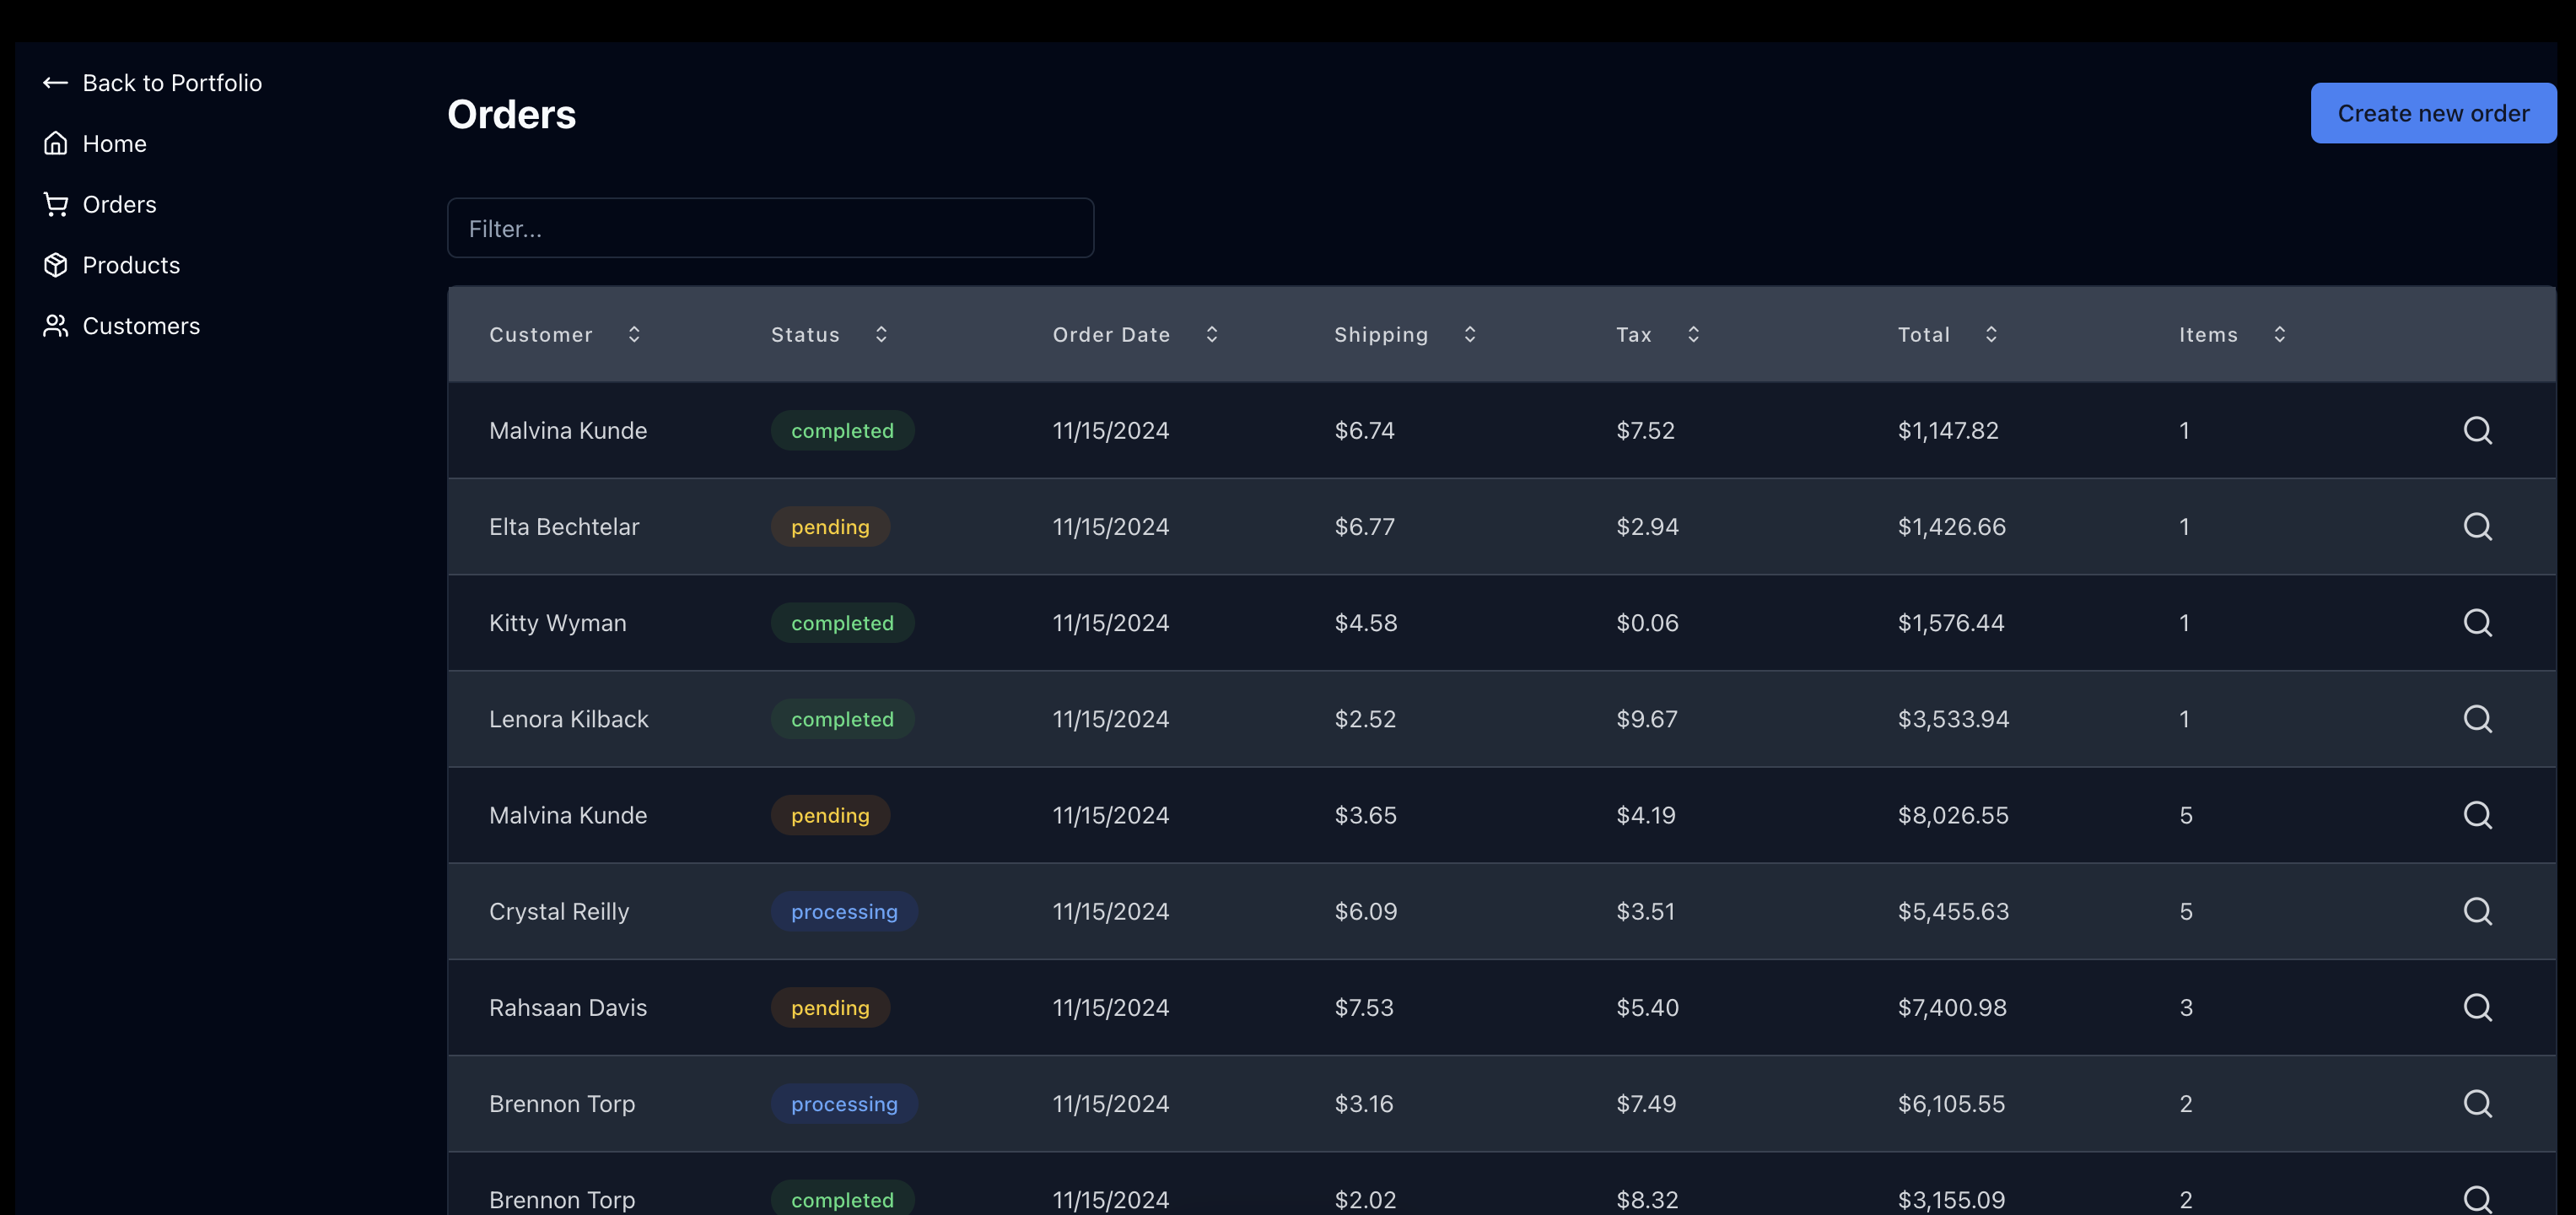 Back to Portfolio
Home
Orders
Products
Customers
Orders
Create new order
Filter...
Customer Status Order Date Shipping Tax Total Items
Malvina Kunde completed 11/15/2024 $6.74 $7.52 $1,147.82 1
Elta Bechtelar pending 11/15/2024 $6.77 $2.94 $1,426.66 1
Kitty Wyman completed 11/15/2024 $4.58 $0.06 $1,576.44 1
Lenora Kilback completed 11/15/2024 $2.52 $9.67 $3,533.94 1
Malvina Kunde pending 11/15/2024 $3.65 $4.19 $8,026.55 5
Crystal Reilly processing 11/15/2024 $6.09 $3.51 $5,455.63 5
Rahsaan Davis pending 11/15/2024 $7.53 $5.40 $7,400.98 3
Brennon Torp processing 11/15/2024 $3.16 $7.49 $6,105.55 2
Brennon Torp completed 11/15/2024 $2.02 $8.32 $3,155.09 2